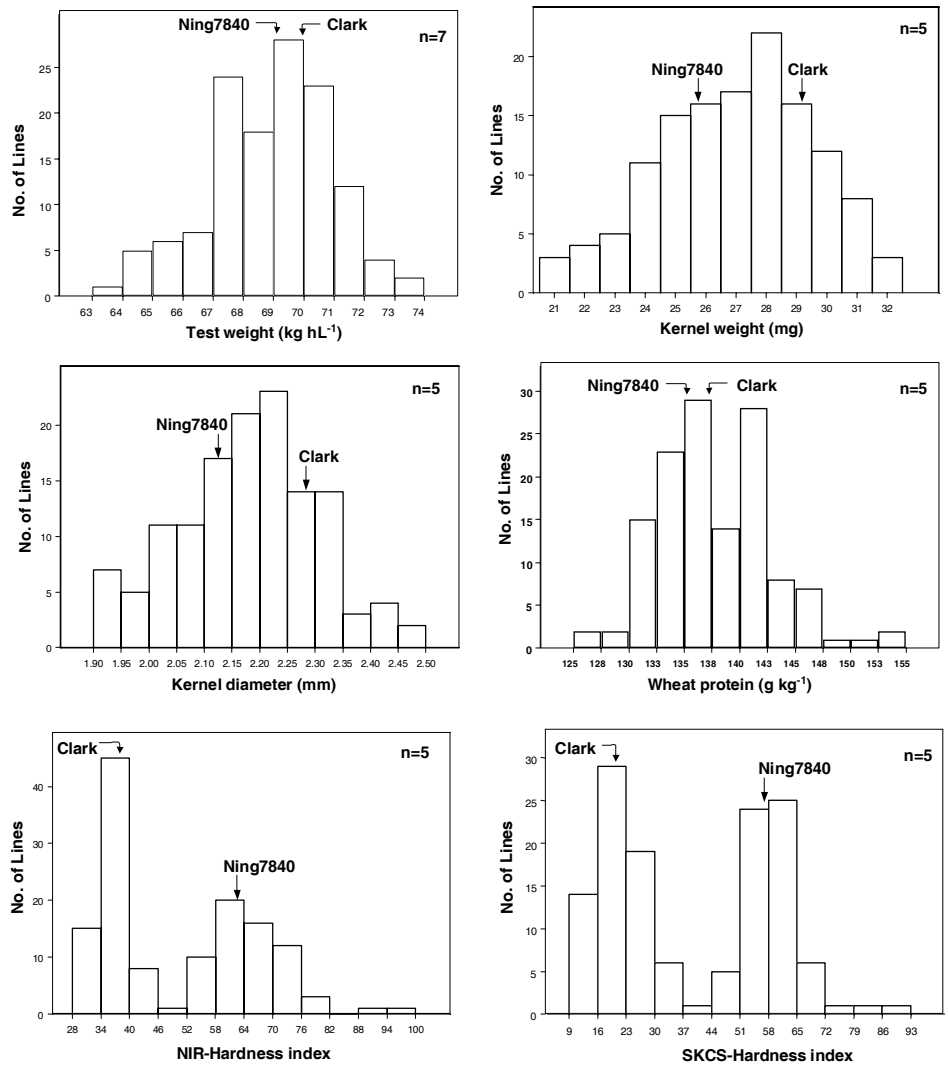 Ning7840 Clark
n=7
No. of Lines
25
20
15
10
5
0
63 64 65 66 67 68 69 70 71 72 73 74
Test weight (kg hL-1)
Ning7840 Clark
n=5
No. of Lines
20
15
10
5
0
21 22 23 24 25 26 27 28 29 30 31 32
Kernel weight (mg)
Ning7840
Clark
n=5
No. of Lines
20
15
10
5
0
1.90 1.95 2.00 2.05 2.10 2.15 2.20 2.25 2.30 2.35 2.40 2.45 2.50
Kernel diameter (mm)
Ning7840 Clark
n=5
No. of Lines
30
25
20
15
10
5
0
125 128 130 133 135 138 140 143 145 148 150 153 155
Wheat protein (g kg-1)
Clark
n=5
Ning7840
No. of Lines
40
30
20
10
0
28 34 40 46 52 58 64 70 76 82 88 94 100
NIR-Hardness index
Clark
n=5
Ning7840
No. of Lines
30
25
20
15
10
5
0
9 16 23 30 37 44 51 58 65 72 79 86 93
SKCS-Hardness index